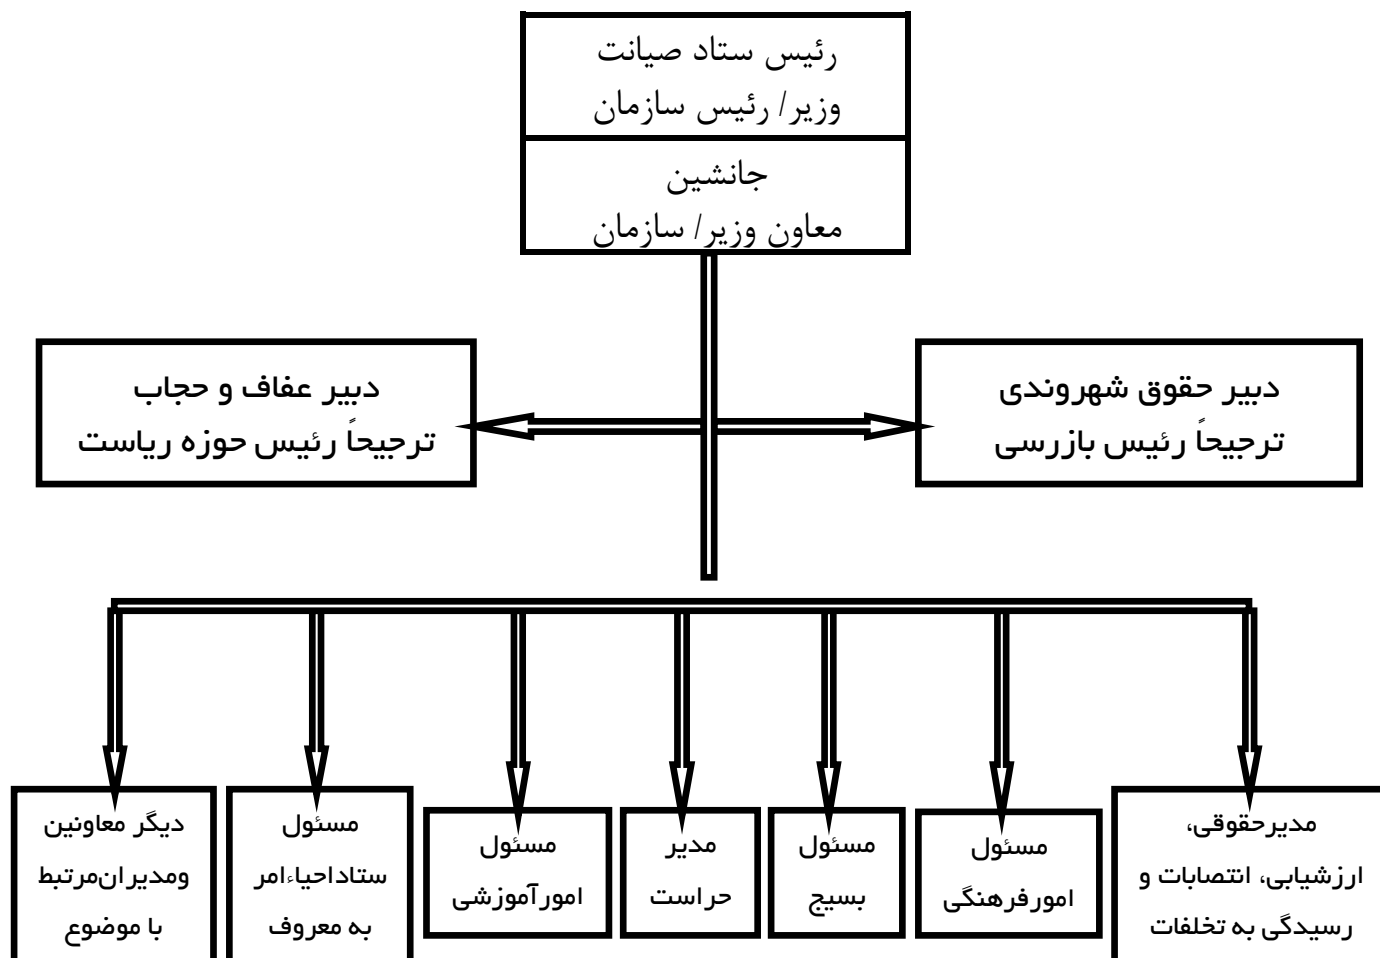 رئیس ستاد صیانت
وزیر/ رئیس سازمان
جانشین
معاون وزیر/ سازمان
دبیر حقوق شهروندی
ترجیحاً رئیس بازرسی
دبیر عفاف و حجاب
ترجیحاً رئیس حوزه ریاست
مدیرحقوقی،
ارزشیابی، انتصابات و
رسیدگی به تخلفات
مسئول
امورفرهنگی
مسئول
بسیج
مدیر
حراست
مسئول
امورآموزشی
مسئول
ستاداحیاءامر
به معروف
دیگر معاونین
ومدیران‌مرتبط
با موضوع